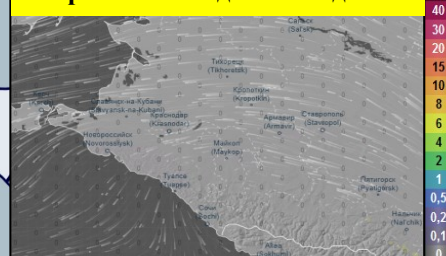 Сальск
(Sal'sk)
Тихорецк
(Tikhoretsk)
Кропоткин
(Kropotkin)
Славянск-на-Кубани
(Slavyansk-na-Kubani)
Краснодар
(Krasnodar)
Армавир
(Armavir)
Ставрополь
(Stavropol)
Новороссийск
(Novorossiysk)
Майкоп
(Maykop)
Туапсе
(Tuapse)
Пятигорск
(Pyatigorsk)
Сочи
(Sochi)
Нальчик
(Nal'chik)
40
30
20
15
10
8
6
4
2
1
0,5
0,2
0,1
0